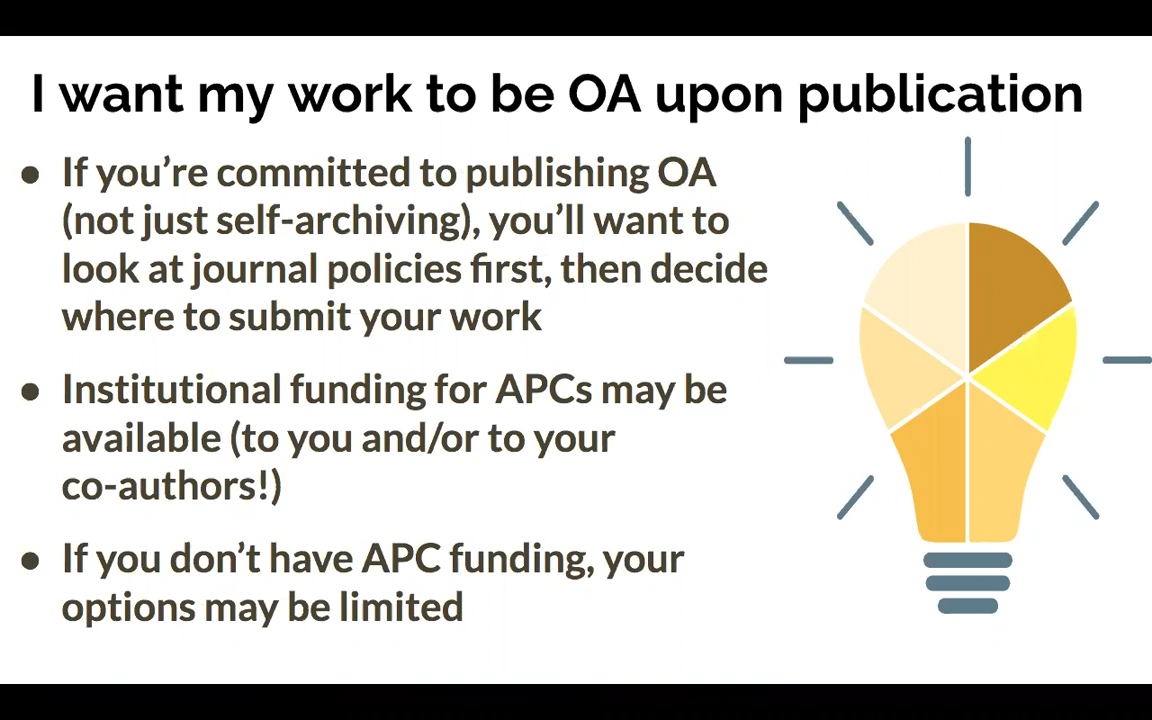 I want my work to be OA upon publication
● If you’re committed to publishing OA
(not just self-archiving), you’ll want to
look at journal policies first, then decide
where to submit your work
● Institutional funding for APCs may be
available (to you and/or to your
co-authors!)
● If you don’t have APC funding, your
options may be limited